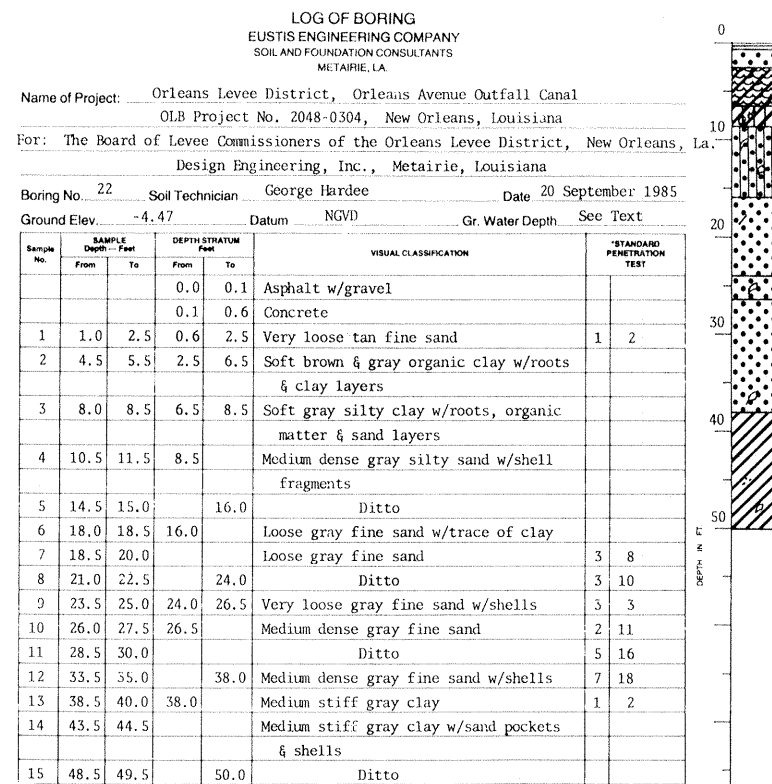 LOG OF BORING
EUSTIS ENGINEERING COMPANY
SOIL AND FOUNDATION CONSULTANTS
METAIRIE, LA.
Name of Project: Orleans Levee District, Orleans Avenue Outfall Canal
OLB Project No. 2048-0304, New Orleans, Louisiana
For: The Board of Levee Commissioners of the Orleans Levee District, New Orleans, La.
Design Engineering, Inc., Metairie, Louisiana
Boring No. 22 Soil Technician George Hardee Date 20 September 1985
Ground Elev. -4.47 Datum NGVD Gr. Water Depth See Text
Sample No. SAMPLE Depth — Feet From To DEPTH STRATUM Feet From To VISUAL CLASSIFICATION *STANDARD PENETRATION TEST
0.0 0.1 Asphalt w/gravel
0.1 0.6 Concrete
1 1.0 2.5 0.6 2.5 Very loose tan fine sand 1 2
2 4.5 5.5 2.5 6.5 Soft brown & gray organic clay w/roots
& clay layers
3 8.0 8.5 6.5 8.5 Soft gray silty clay w/roots, organic
matter & sand layers
4 10.5 11.5 8.5 Medium dense gray silty sand w/shell
fragments
5 14.5 15.0 16.0 Ditto
6 18.0 18.5 16.0 Loose gray fine sand w/trace of clay
7 18.5 20.0 Loose gray fine sand 3 8
8 21.0 22.5 24.0 Ditto 3 10
9 23.5 25.0 24.0 26.5 Very loose gray fine sand w/shells 3 3
10 26.0 27.5 26.5 Medium dense gray fine sand 2 11
11 28.5 30.0 Ditto 5 16
12 33.5 35.0 38.0 Medium dense gray fine sand w/shells 7 18
13 38.5 40.0 38.0 Medium stiff gray clay 1 2
14 43.5 44.5 Medium stiff gray clay w/sand pockets
& shells
15 48.5 49.5 50.0 Ditto
0
10
20
30
40
50
DEPTH IN FT.